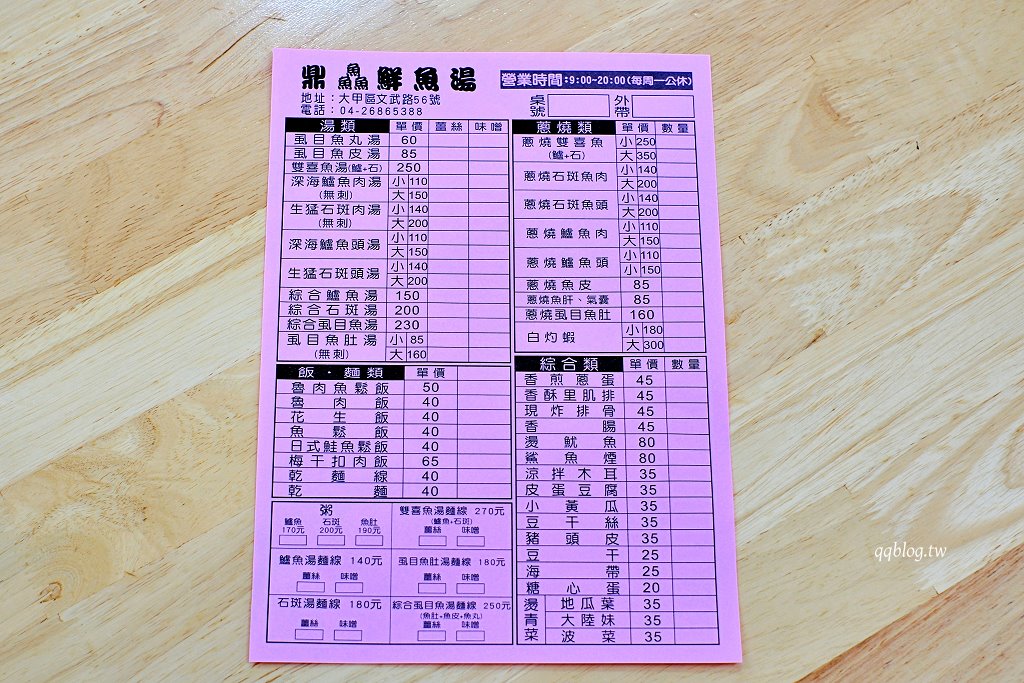 鼎鱻鮮魚湯
營業時間:9:00~20:00(每周一公休)
地址：大甲區文武路56號
電話：04-26865388
桌號 外帶
湯類 單價 薑絲 味噌
虱目魚丸湯 60
虱目魚皮湯 85
雙喜魚湯(鱸+石) 250
深海鱸魚肉湯 小 110
(無刺) 大 150
生猛石斑肉湯 小 140
(無刺) 大 200
深海鱸魚頭湯 小 110
大 150
生猛石斑頭湯 小 140
大 200
綜合鱸魚湯 150
綜合石斑湯 200
綜合虱目魚湯 230
虱目魚肚湯 小 85
(無刺) 大 160
飯．麵類 單價
魯肉魚鬆飯 50
魯肉飯 40
花生飯 40
魚鬆飯 40
日式鮭魚鬆飯 40
梅干扣肉飯 65
乾麵線 40
乾麵 40
粥
鱸魚 石斑 魚肚
170元 200元 190元
雙喜魚湯麵線 270元
(鱸魚+石斑)
薑絲 味噌
鱸魚湯麵線 140元
薑絲 味噌
虱目魚肚湯麵線 180元
薑絲 味噌
石斑湯麵線 180元
薑絲 味噌
綜合虱目魚湯麵線 250元
(魚肚+魚皮+魚丸)
薑絲 味噌
蔥燒類 單價 數量
蔥燒雙喜魚 小 250
(鱸+石) 大 350
蔥燒石斑魚肉 小 140
大 200
蔥燒石斑魚頭 小 140
大 200
蔥燒鱸魚肉 小 110
大 150
蔥燒鱸魚頭 小 110
小 150
蔥燒魚皮 85
蔥燒魚肝、氣囊 85
蔥燒虱目魚肚 160
白灼蝦 小 180
大 300
綜合類 單價 數量
香煎蔥蛋 45
香酥里肌排 45
現炸排骨 45
香腸 45
燙魷魚 80
鯊魚煙 80
涼拌木耳 35
皮蛋豆腐 35
小黃瓜 35
豆干絲 35
豬頭皮 35
豆干 25
海帶 25
糖心蛋 20
燙青菜 地瓜葉 35
大陸妹 35
菠菜 35
qqblog.tw